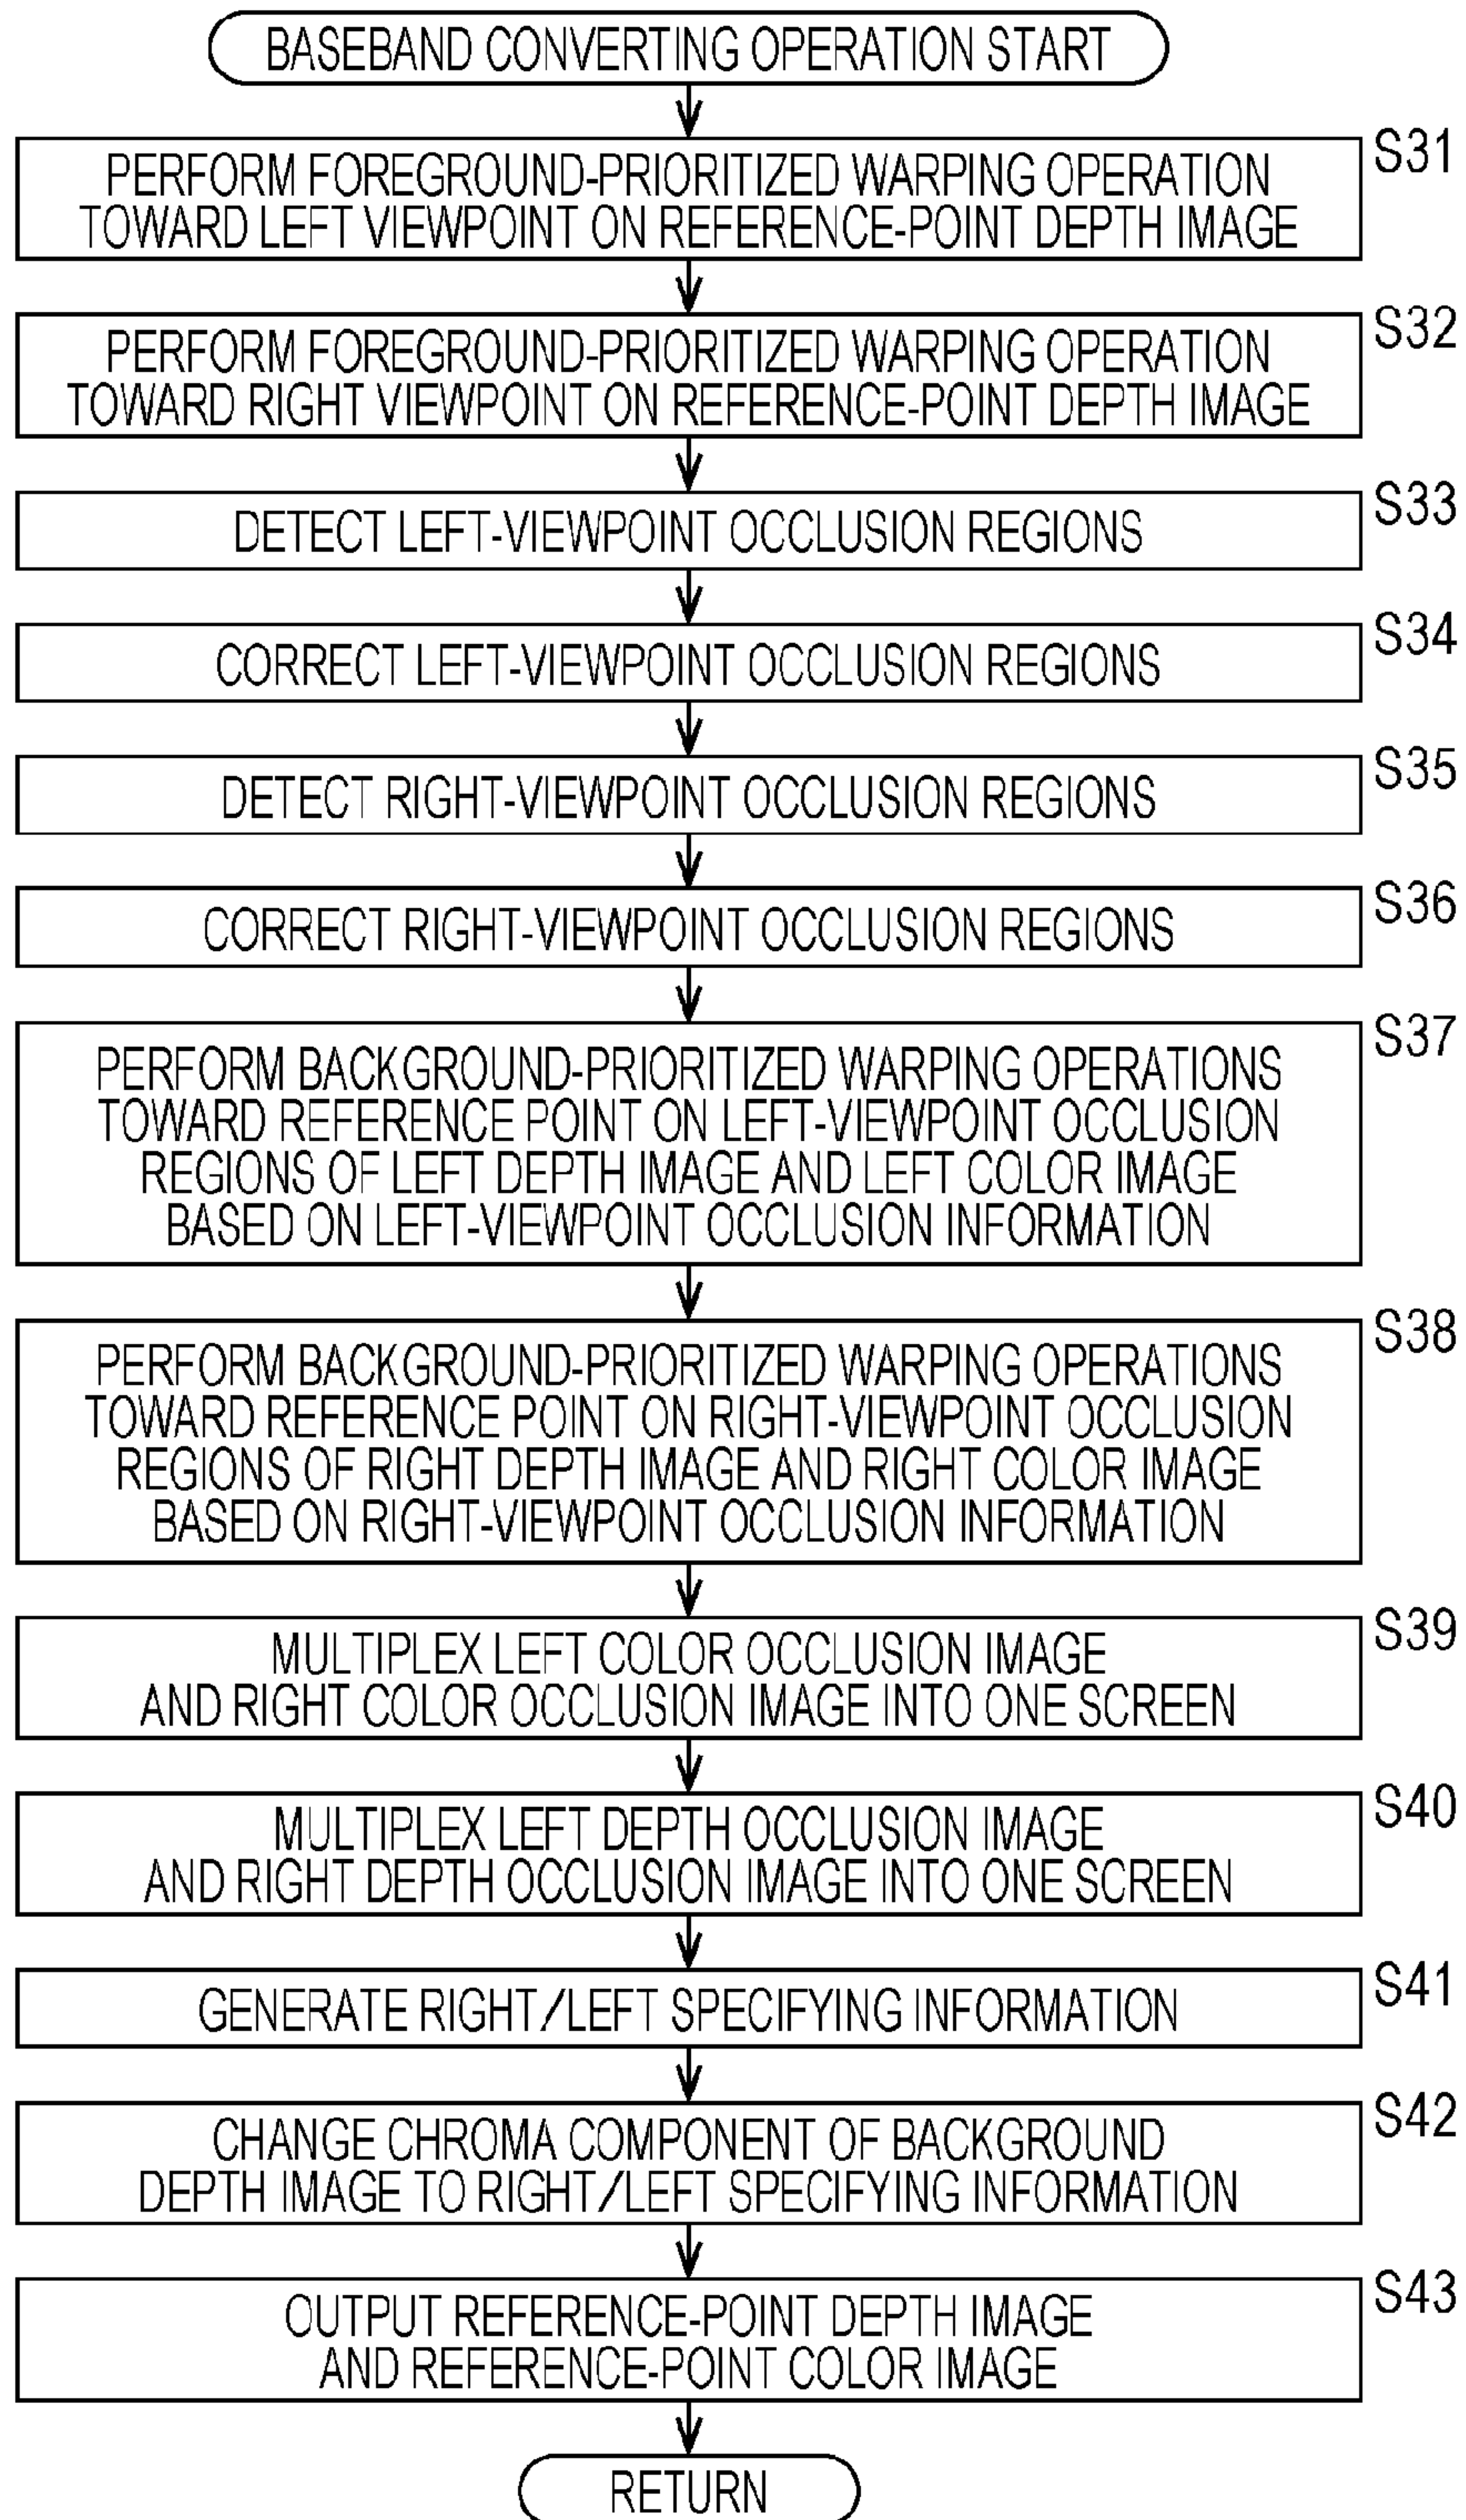 BASEBAND CONVERTING OPERATION START
S31
PERFORM FOREGROUND-PRIORITIZED WARPING OPERATION
TOWARD LEFT VIEWPOINT ON REFERENCE-POINT DEPTH IMAGE
S32
PERFORM FOREGROUND-PRIORITIZED WARPING OPERATION
TOWARD RIGHT VIEWPOINT ON REFERENCE-POINT DEPTH IMAGE
S33
DETECT LEFT-VIEWPOINT OCCLUSION REGIONS
S34
CORRECT LEFT-VIEWPOINT OCCLUSION REGIONS
S35
DETECT RIGHT-VIEWPOINT OCCLUSION REGIONS
S36
CORRECT RIGHT-VIEWPOINT OCCLUSION REGIONS
S37
PERFORM BACKGROUND-PRIORITIZED WARPING OPERATIONS
TOWARD REFERENCE POINT ON LEFT-VIEWPOINT OCCLUSION
REGIONS OF LEFT DEPTH IMAGE AND LEFT COLOR IMAGE
BASED ON LEFT-VIEWPOINT OCCLUSION INFORMATION
S38
PERFORM BACKGROUND-PRIORITIZED WARPING OPERATIONS
TOWARD REFERENCE POINT ON RIGHT-VIEWPOINT OCCLUSION
REGIONS OF RIGHT DEPTH IMAGE AND RIGHT COLOR IMAGE
BASED ON RIGHT-VIEWPOINT OCCLUSION INFORMATION
S39
MULTIPLEX LEFT COLOR OCCLUSION IMAGE
AND RIGHT COLOR OCCLUSION IMAGE INTO ONE SCREEN
S40
MULTIPLEX LEFT DEPTH OCCLUSION IMAGE
AND RIGHT DEPTH OCCLUSION IMAGE INTO ONE SCREEN
S41
GENERATE RIGHT/LEFT SPECIFYING INFORMATION
S42
CHANGE CHROMA COMPONENT OF BACKGROUND
DEPTH IMAGE TO RIGHT/LEFT SPECIFYING INFORMATION
S43
OUTPUT REFERENCE-POINT DEPTH IMAGE
AND REFERENCE-POINT COLOR IMAGE
RETURN